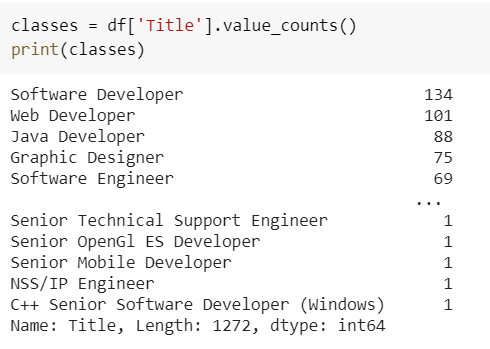 classes = df['Title'].value_counts()
print(classes)
Software Developer 134
Web Developer 101
Java Developer 88
Graphic Designer 75
Software Engineer 69
...
Senior Technical Support Engineer 1
Senior OpenGl ES Developer 1
Senior Mobile Developer 1
NSS/IP Engineer 1
C++ Senior Software Developer (Windows) 1
Name: Title, Length: 1272, dtype: int64